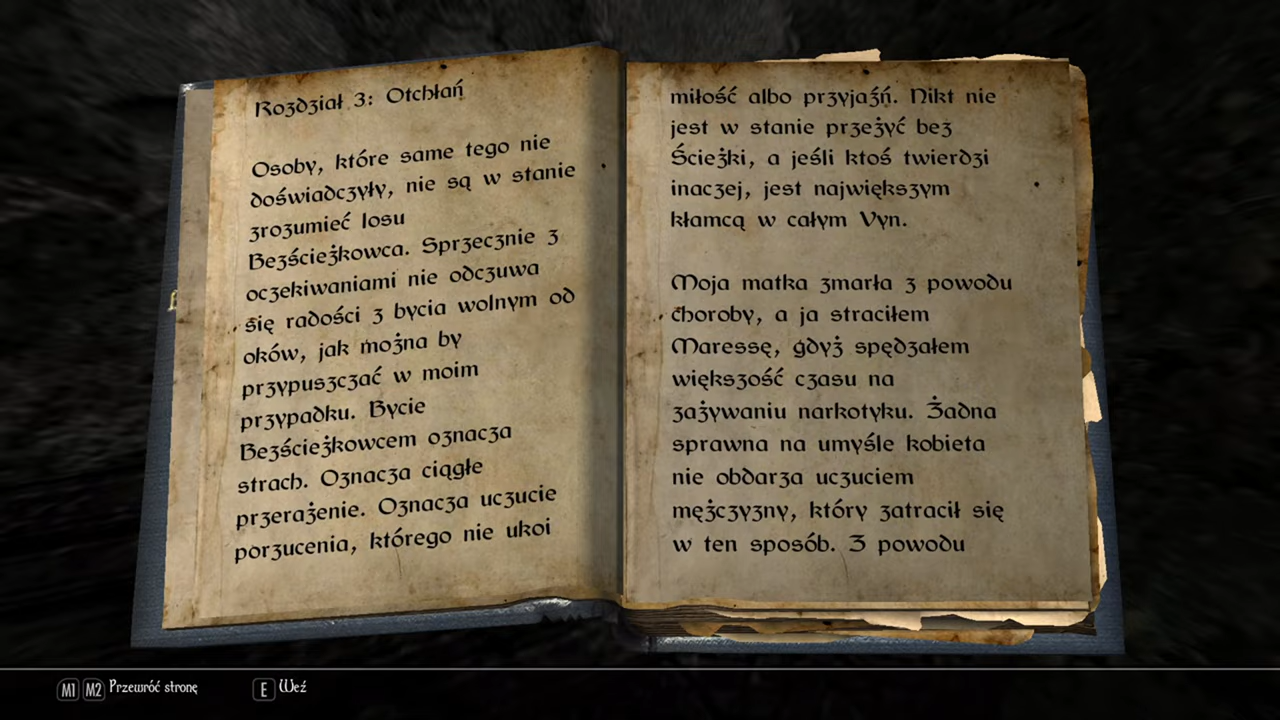 Rozdział 3: Otchłań
Osoby, które same tego nie
doświadczyły, nie są w stanie
zrozumieć losu
Bezścieżkowca. Sprzecznie z
oczekiwaniami nie odczuwa
się radości z bycia wolnym od
oków, jak można by
przypuszczać w moim
przypadku. Bycie
Bezścieżkowcem oznacza
strach. Oznacza ciągłe
przerażenie. Oznacza uczucie
porzucenia, którego nie ukoi
miłość albo przyjaźń. Nikt nie
jest w stanie przeżyć bez
Ścieżki, a jeśli ktoś twierdzi
inaczej, jest największym
kłamcą w całym Vyn.
Moja matka zmarła z powodu
choroby, a ja straciłem
Maressę, gdyż spędzałem
większość czasu na
zażywaniu narkotyku. Żadna
sprawna na umyśle kobieta
nie obdarza uczuciem
mężczyzny, który zatracił się
w ten sposób. Z powodu
M1 M2 Przewróć stronę
E Weź